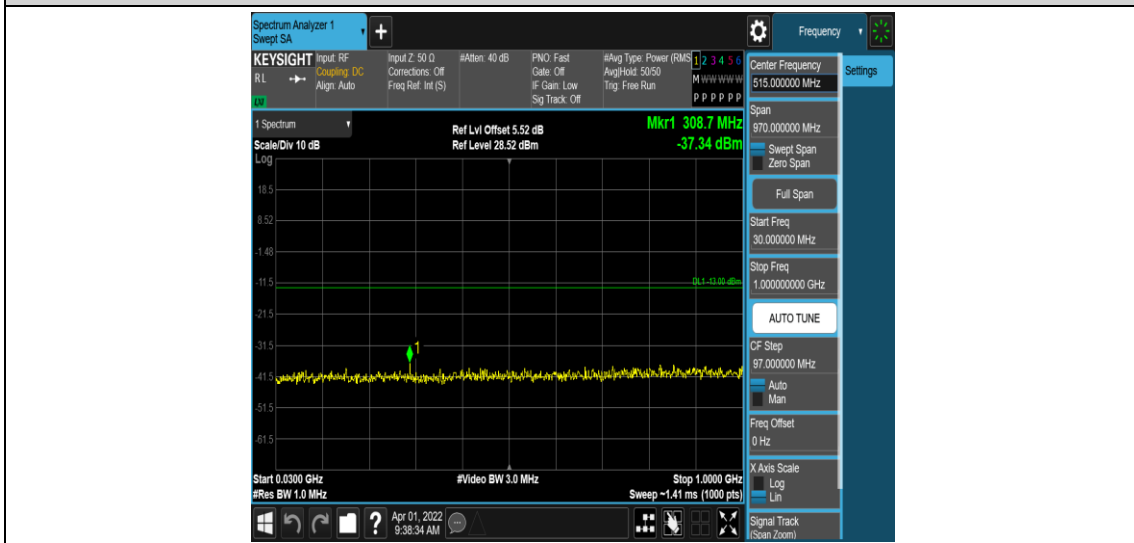 Spectrum Analyzer 1
Swept SA
+
Frequency
KEYSIGHT
RL
LXI
Input: RF
Coupling: DC
Align: Auto
Input Z: 50 Ω
Corrections: Off
Freq Ref: Int (S)
#Atten: 40 dB
PNO: Fast
Gate: Off
IF Gain: Low
Sig Track: Off
#Avg Type: Power (RMS
Avg|Hold: 50/50
Trig: Free Run
1 2 3 4 5 6
M W W W W W
P P P P P P
1 Spectrum
Scale/Div 10 dB
Log
Ref Lvl Offset 5.52 dB
Ref Level 28.52 dBm
Mkr1 308.7 MHz
-37.34 dBm
18.5
8.52
-1.48
-11.5
-21.5
-31.5
-41.5
-51.5
-61.5
DL1 -13.00 dBm
1
Start 0.0300 GHz
#Res BW 1.0 MHz
#Video BW 3.0 MHz
Stop 1.0000 GHz
Sweep ~1.41 ms (1000 pts)
?
Apr 01, 2022
9:38:34 AM
Center Frequency
515.000000 MHz
Settings
Span
970.000000 MHz
Swept Span
Zero Span
Full Span
Start Freq
30.000000 MHz
Stop Freq
1.000000000 GHz
AUTO TUNE
CF Step
97.000000 MHz
Auto
Man
Freq Offset
0 Hz
X Axis Scale
Log
Lin
Signal Track
(Span Zoom)